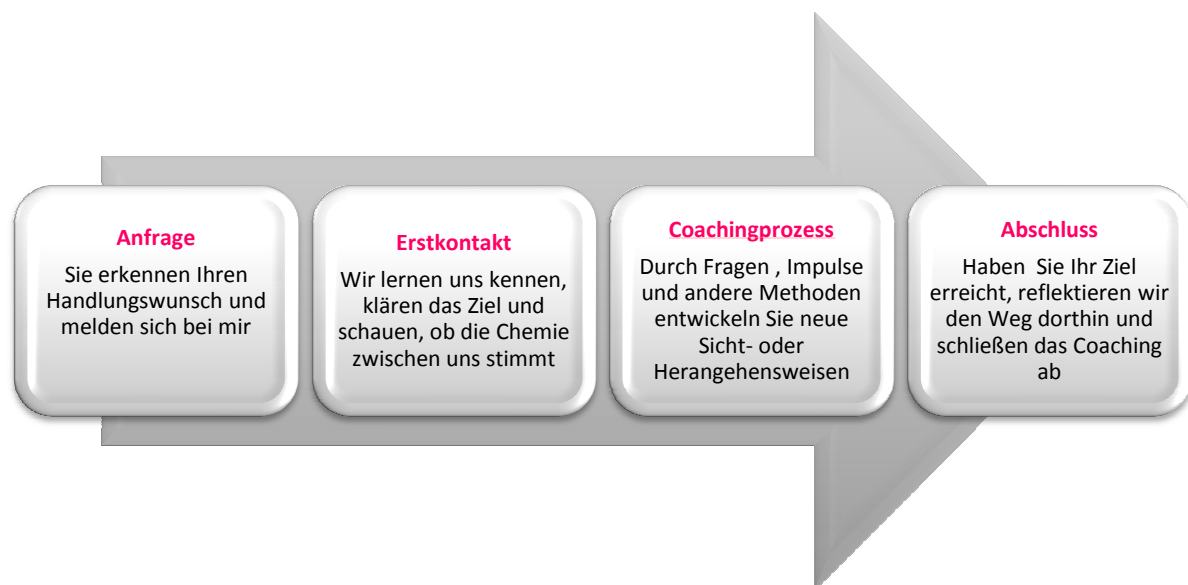 Anfrage
Sie erkennen Ihren
Handlungswunsch und
melden sich bei mir
Erstkontakt
Wir lernen uns kennen,
klären das Ziel und
schauen, ob die Chemie
zwischen uns stimmt
Coachingprozess
Durch Fragen , Impulse
und andere Methoden
entwickeln Sie neue
Sicht- oder
Herangehensweisen
Abschluss
Haben  Sie Ihr Ziel
erreicht, reflektieren wir
den Weg dorthin und
schließen das Coaching
ab